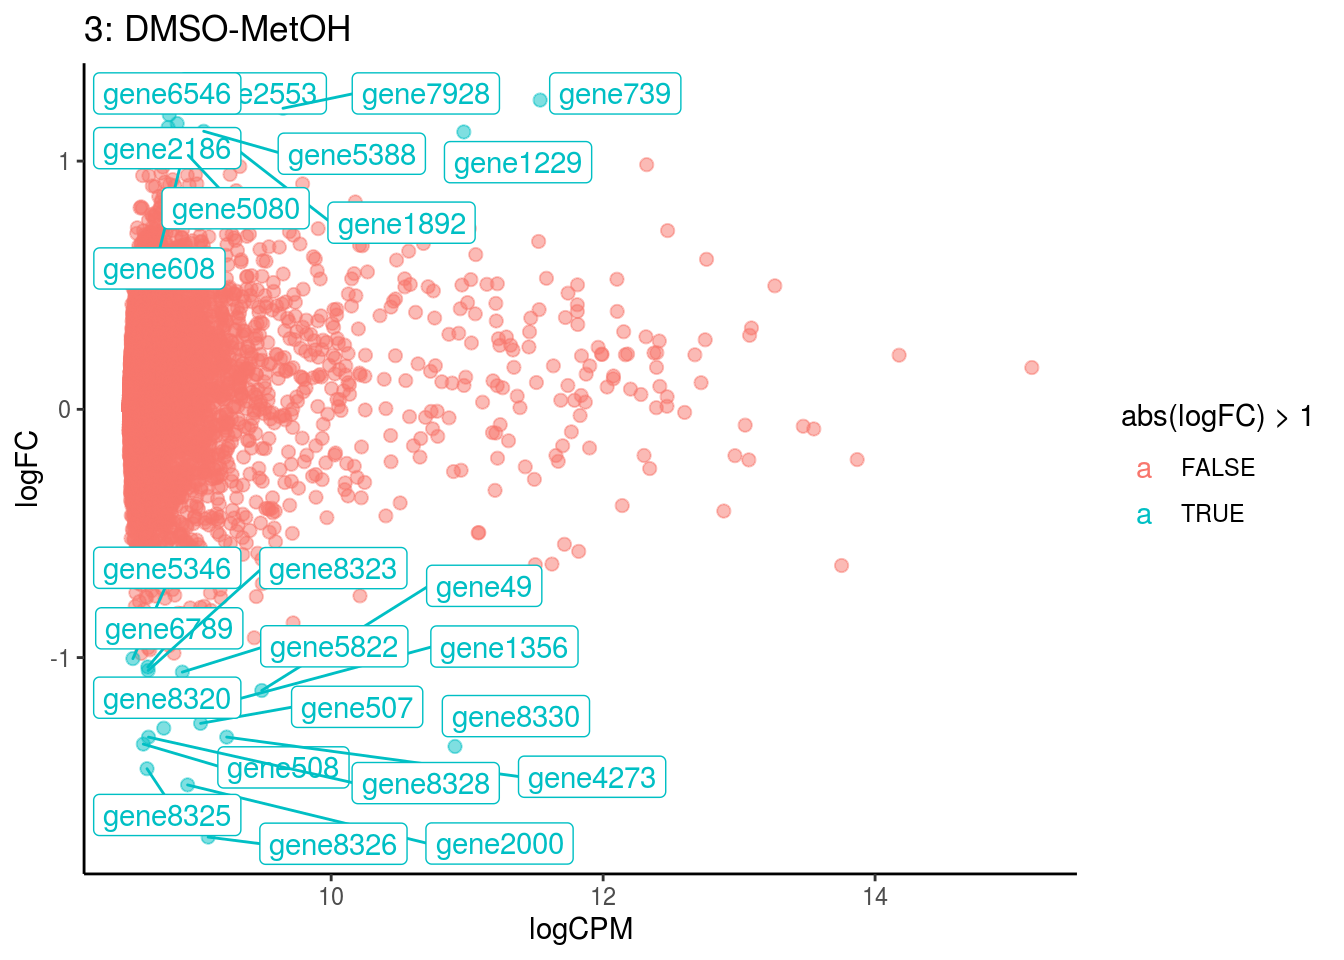 3: DMSO-MetOH
gene6546
e2553
gene7928
gene739
gene2186
gene5388
gene1229
gene5080
gene1892
gene608
gene5346
gene8323
gene49
gene6789
gene5822
gene1356
gene8320
gene507
gene8330
gene508
gene8328
gene4273
gene8325
gene8326
gene2000
1
0
-1
logFC
10
12
14
logCPM
abs(logFC) > 1
a FALSE
a TRUE